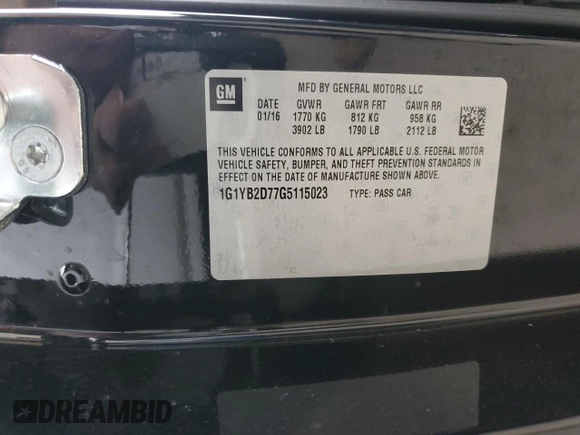 GM
MFD BY GENERAL MOTORS LLC
DATE GVWR GAWR FRT GAWR RR
01/16 1770 KG 812 KG 958 KG
3902 LB 1790 LB 2112 LB
THIS VEHICLE CONFORMS TO ALL APPLICABLE U.S. FEDERAL MOTOR
VEHICLE SAFETY, BUMPER, AND THEFT PREVENTION STANDARDS IN
EFFECT ON THE DATE OF MANUFACTURE SHOWN ABOVE.
1G1YB2D77G5115023 TYPE: PASS CAR
DREAMBID